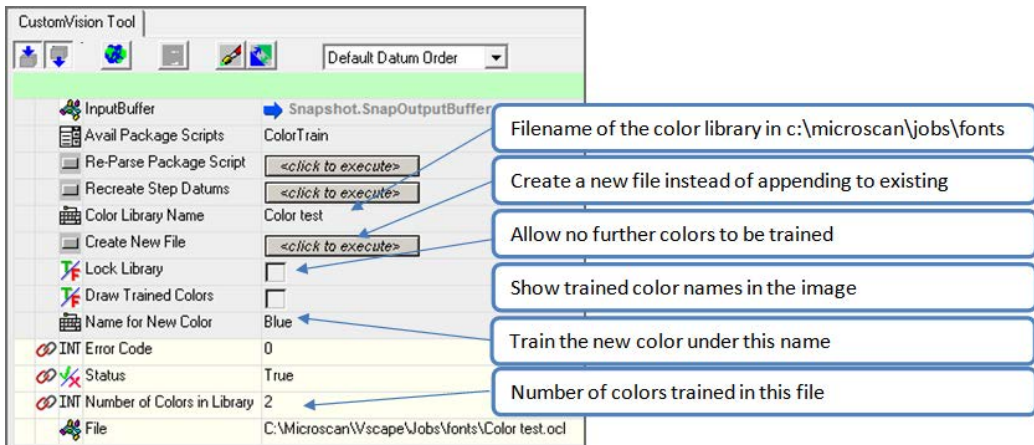 CustomVision Tool
Default Datum Order
InputBuffer Snapshot.SnapOutputBuffer
Avail Package Scripts ColorTrain
Re-Parse Package Script <click to execute>
Recreate Step Datums <click to execute>
Color Library Name Color test
Create New File <click to execute>
T/F Lock Library
T/F Draw Trained Colors
Name for New Color Blue
INT Error Code 0
Status True
INT Number of Colors in Library 2
File C:\Microscan\Vscape\Jobs\fonts\Color test.ocl
Filename of the color library in c:\microscan\jobs\fonts
Create a new file instead of appending to existing
Allow no further colors to be trained
Show trained color names in the image
Train the new color under this name
Number of colors trained in this file